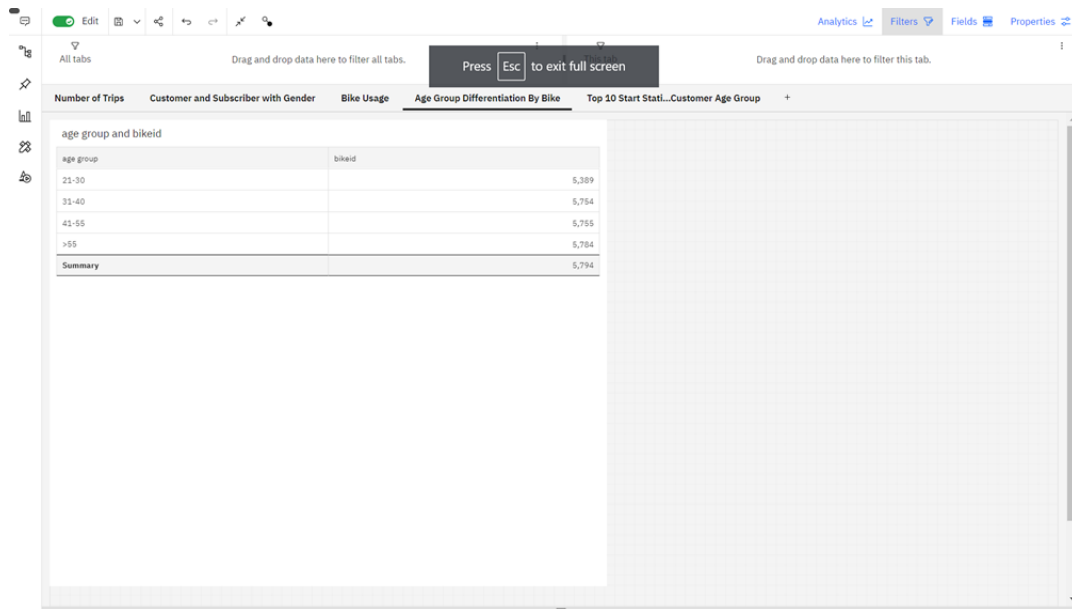 Edit
Analytics
Filters
Fields
Properties
All tabs
Drag and drop data here to filter all tabs.
Press Esc to exit full screen
Drag and drop data here to filter this tab.
Number of Trips
Customer and Subscriber with Gender
Bike Usage
Age Group Differentiation By Bike
Top 10 Start Stati...Customer Age Group
+
age group and bikeid
age group bikeid
21-30 5,389
31-40 5,754
41-55 5,755
>55 5,784
Summary 5,794